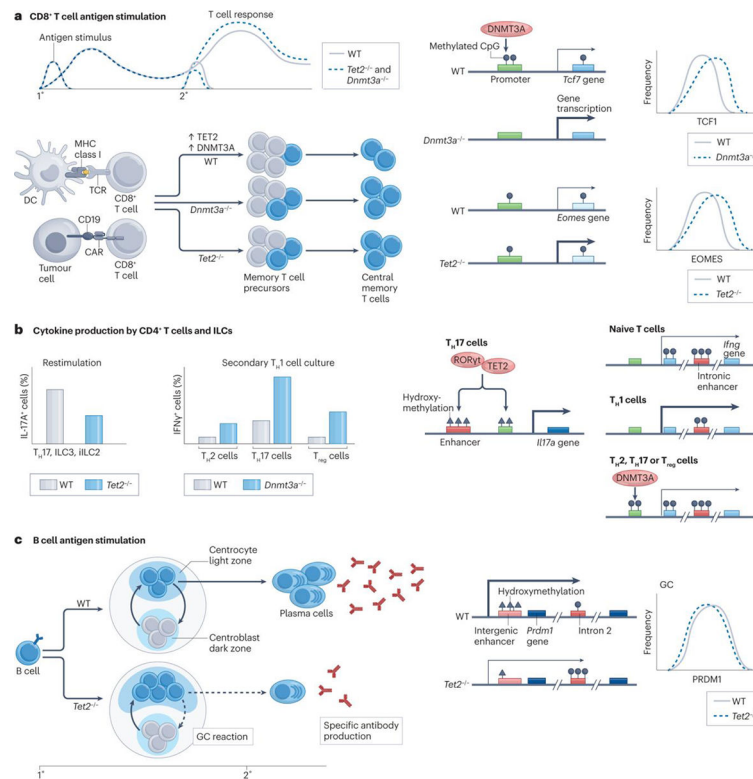 a CD8⁺ T cell antigen stimulation
T cell response
Antigen stimulus
WT
Tet2⁻/⁻ and
Dnmt3a⁻/⁻
1°
2°
DNMT3A
Methylated CpG
WT
Promoter
Tcf7 gene
Gene
transcription
Dnmt3a⁻/⁻
Frequency
TCF1
WT
Dnmt3a⁻/
MHC
class I
DC
TCR
CD8⁺
T cell
CD19
CAR
Tumour
cell
CD8⁺
T cell
↑ TET2
↑ DNMT3A
WT
Dnmt3a⁻/⁻
Tet2⁻/⁻
Memory T cell
precursors
Central
memory
T cells
WT
Eomes gene
Tet2⁻/⁻
Frequency
EOMES
WT
Tet2⁻/⁻
b Cytokine production by CD4⁺ T cells and ILCs
Restimulation
IL-17A⁺ cells (%)
TH17, ILC3, iILC2
WT
Tet2⁻/⁻
Secondary TH1 cell culture
IFNγ⁺ cells (%)
TH2 cells
TH17 cells
Treg cells
WT
Dnmt3a⁻/⁻
TH17 cells
RORγt
TET2
Hydroxy-
methylation
Enhancer
Il17a gene
Naive T cells
Ifng
gene
Intronic
enhancer
TH1 cells
TH2, TH17 or Treg cells
DNMT3A
c B cell antigen stimulation
Centrocyte
light zone
WT
B cell
Tet2⁻/⁻
Centroblast
dark zone
Plasma cells
GC reaction
Specific antibody
production
1°
2°
Hydroxymethylation
WT
Intergenic
enhancer
Prdm1
gene
Intron 2
Tet2⁻/⁻
GC
Frequency
PRDM1
WT
Tet2⁻/